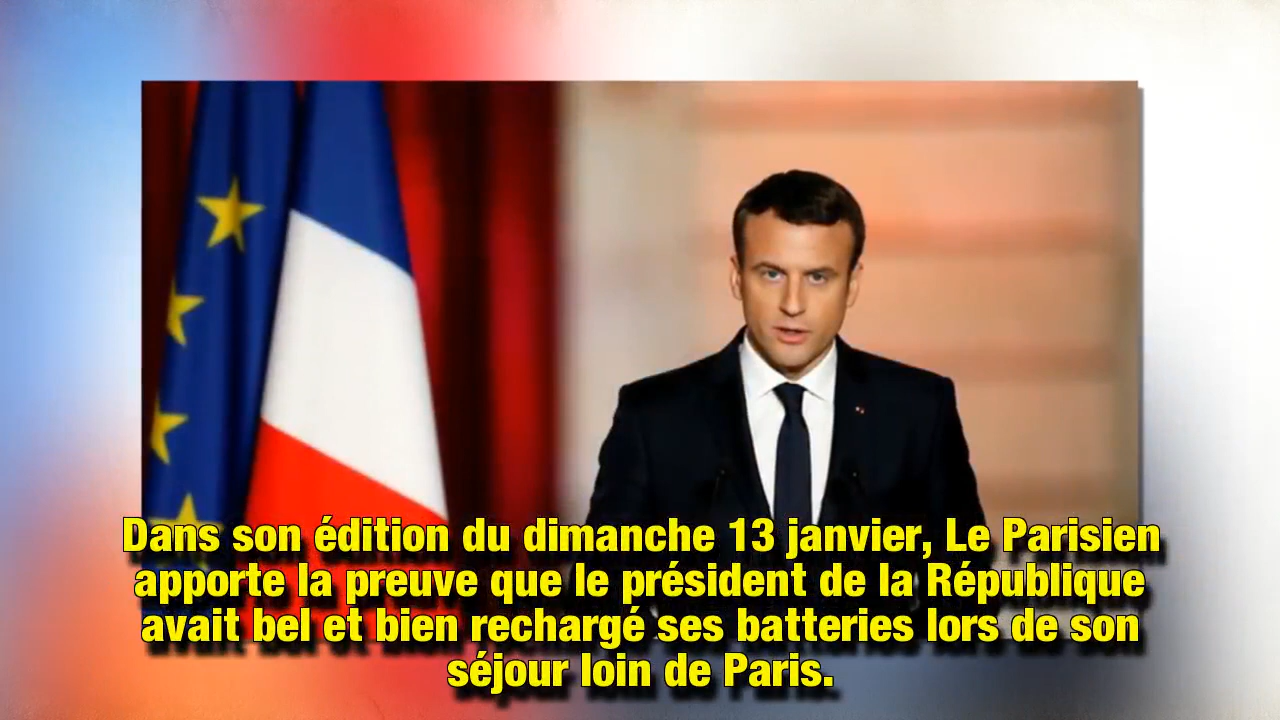 Dans son édition du dimanche 13 janvier, Le Parisien
apporte la preuve que le président de la République
avait bel et bien rechargé ses batteries lors de son
séjour loin de Paris.